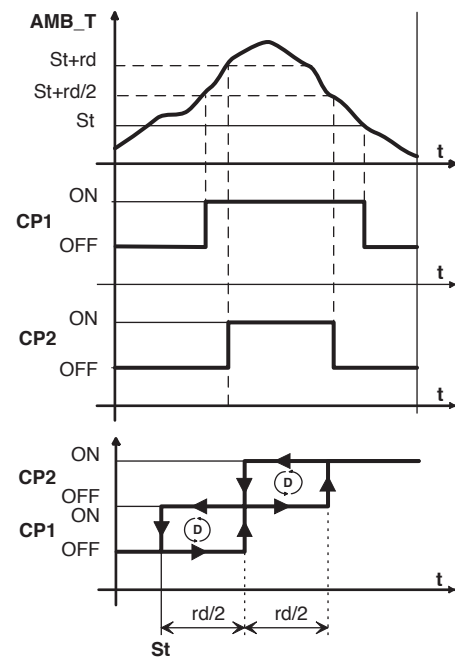 AMB_T
St+rd
St+rd/2
St
t
ON
CP1
OFF
t
ON
CP2
OFF
t
ON
CP2
OFF
D
ON
CP1
D
OFF
t
rd/2 rd/2
St